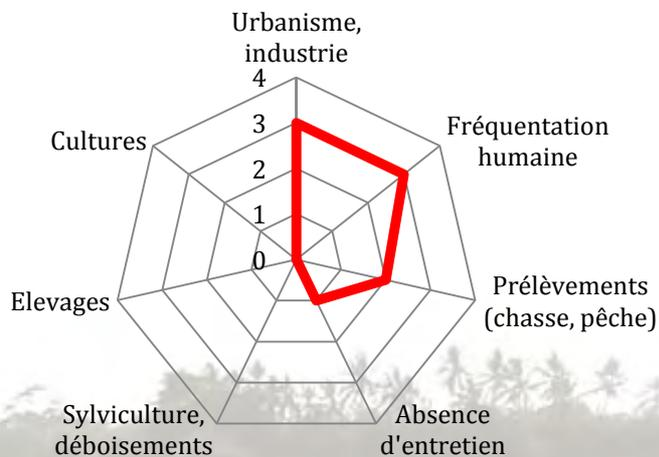 Urbanisme,
industrie
4
3
2
1
0
Fréquentation
humaine
Prélèvements
(chasse, pêche)
Absence
d'entretien
Sylviculture,
déboisements
Elevages
Cultures